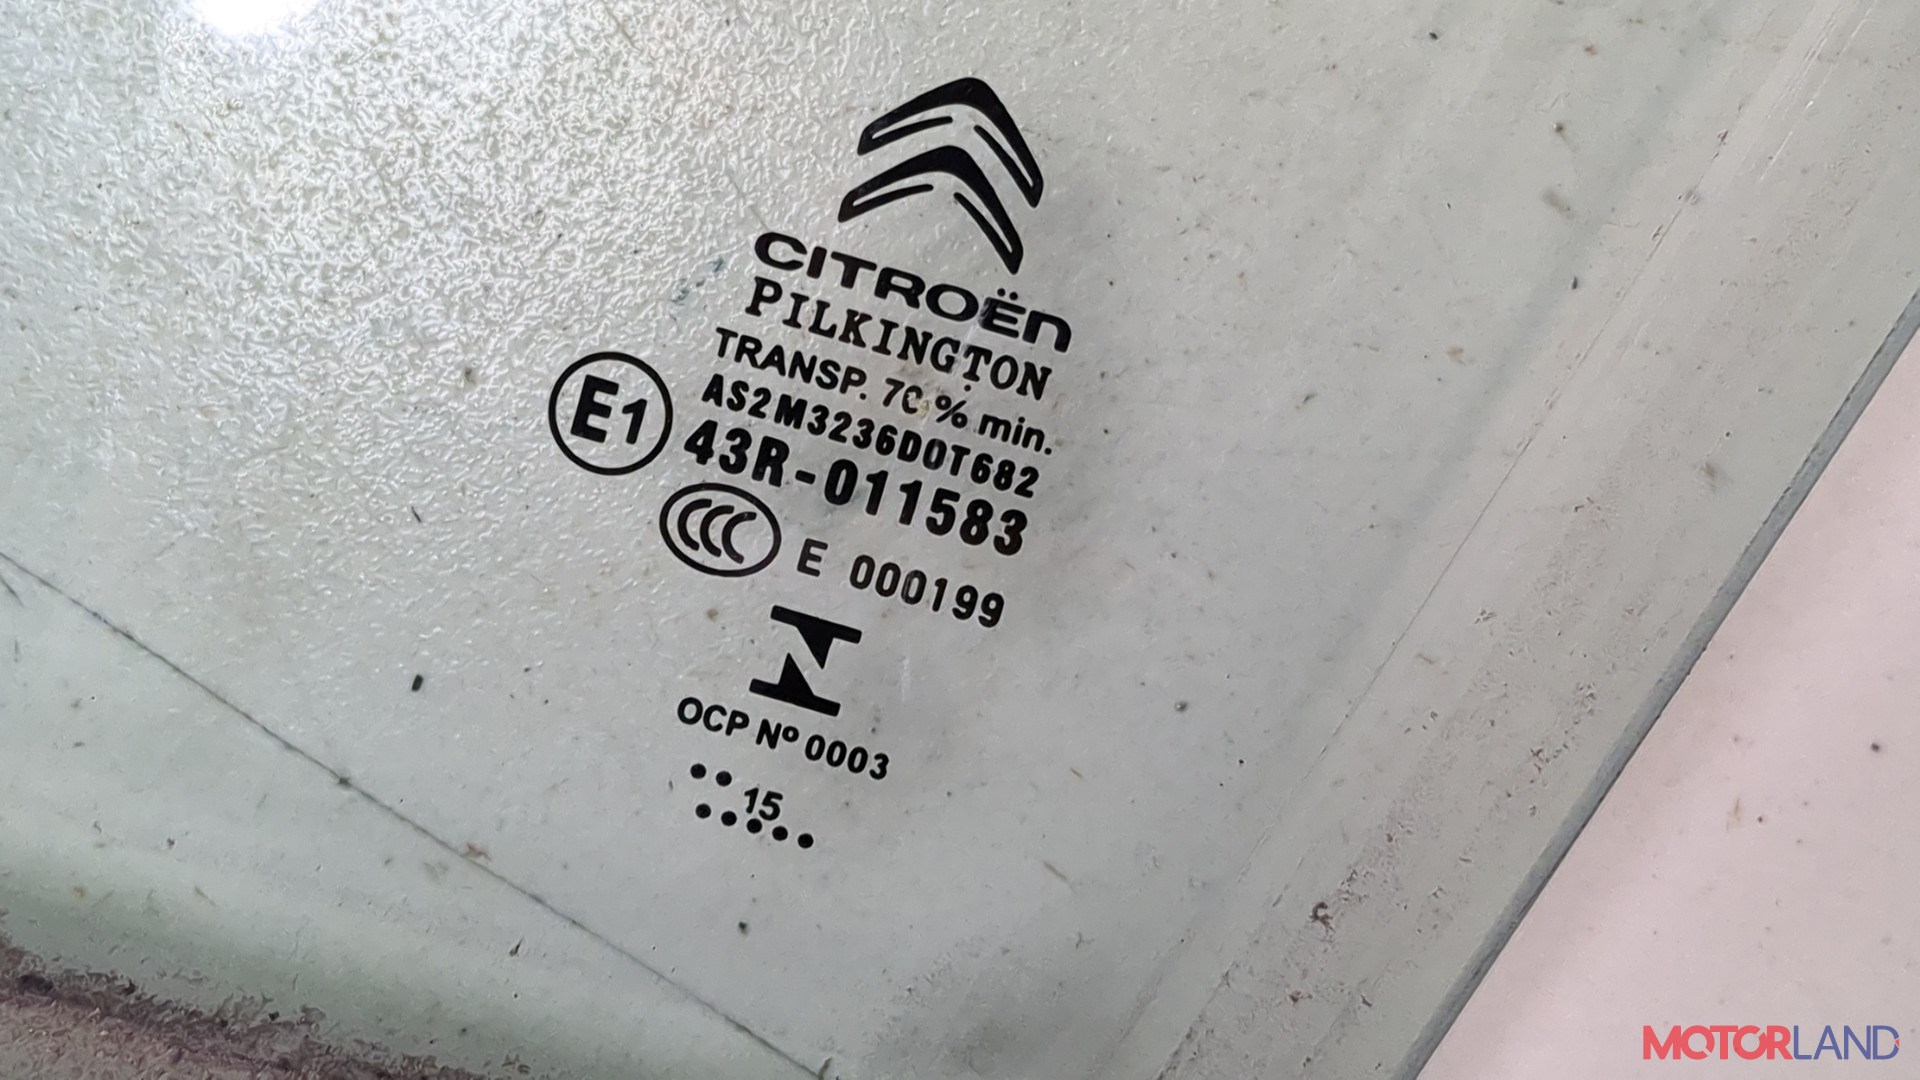 CITROËN
PILKINGTON
TRANSP. 70 % min.
AS2M3236DOT682
E1
43R-011583
CCC E 000199
OCP Nº 0003
15
MOTORLAND